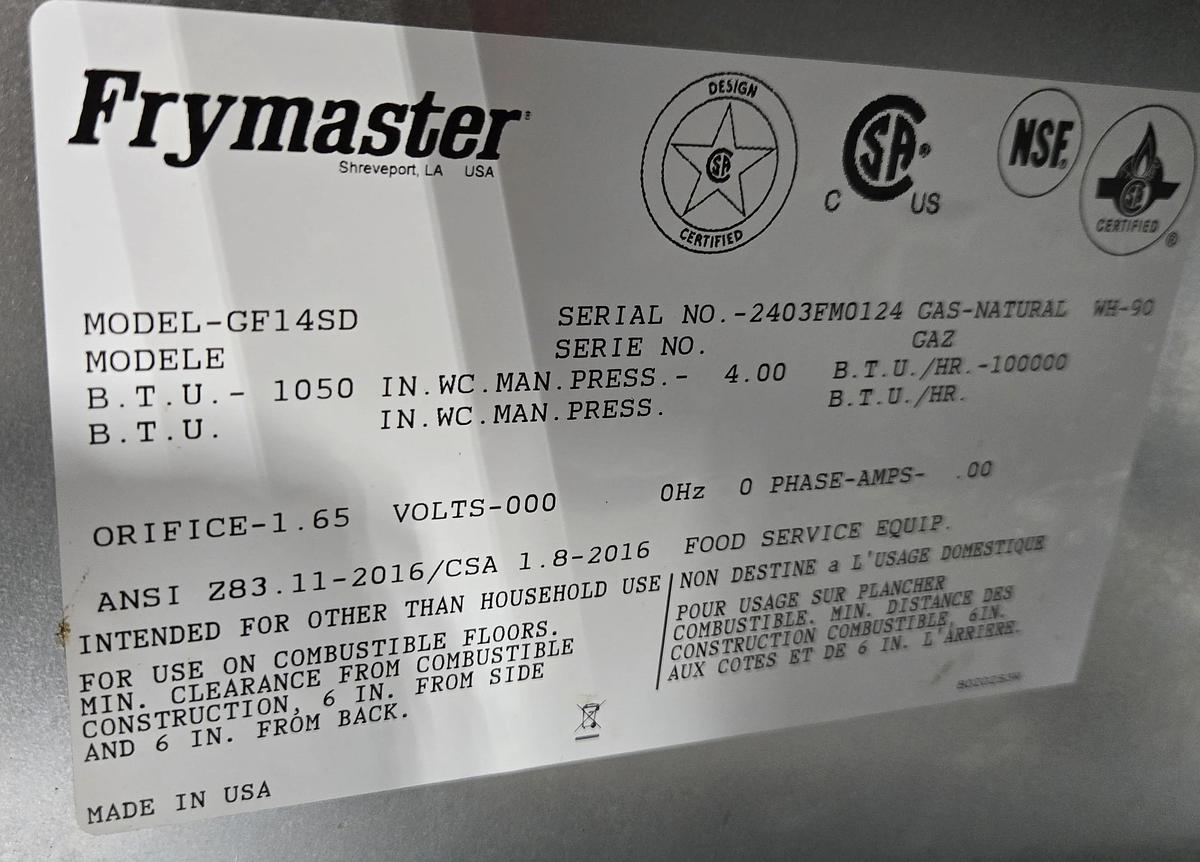 Frymaster
Shreveport, LA USA
DESIGN
CSA
CERTIFIED
CSA®
C US
NSF®
CSA
CERTIFIED ®
MODEL-GF14SD SERIAL NO.-2403FM0124 GAS-NATURAL WH-90
MODELE SERIE NO. GAZ
B.T.U.- 1050 IN.WC.MAN.PRESS.- 4.00 B.T.U./HR.-100000
B.T.U. IN.WC.MAN.PRESS. B.T.U./HR.
ORIFICE-1.65 VOLTS-000 0Hz 0 PHASE-AMPS- .00
ANSI Z83.11-2016/CSA 1.8-2016 FOOD SERVICE EQUIP.
INTENDED FOR OTHER THAN HOUSEHOLD USE
FOR USE ON COMBUSTIBLE FLOORS.
MIN. CLEARANCE FROM COMBUSTIBLE
CONSTRUCTION, 6 IN. FROM SIDE
AND 6 IN. FROM BACK.
NON DESTINE a L'USAGE DOMESTIQUE
POUR USAGE SUR PLANCHER
COMBUSTIBLE. MIN. DISTANCE DES
CONSTRUCTION COMBUSTIBLE, 6IN.
AUX COTES ET DE 6 IN. L'ARRIERE.
MADE IN USA